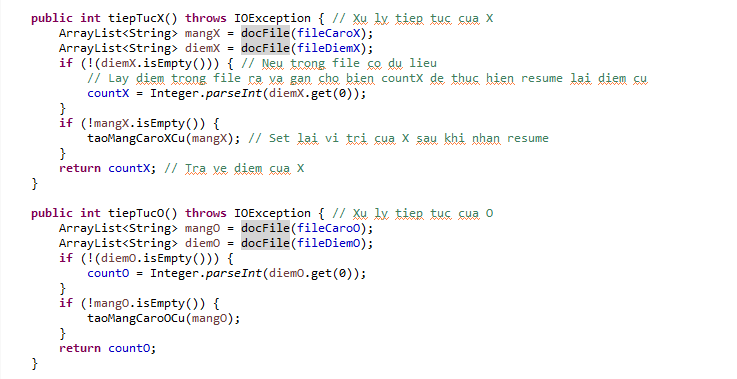 public int tiepTucX() throws IOException { // Xu ly tiep tuc cua X
ArrayList<String> mangX = docFile(fileCaroX);
ArrayList<String> diemX = docFile(fileDiemX);
if (!(diemX.isEmpty())) { // Neu trong file co du lieu
// Lay diem trong file ra va gan cho bien countX de thuc hien resume lai diem cu
countX = Integer.parseInt(diemX.get(0));
}
if (!mangX.isEmpty()) {
taoMangCaroXCu(mangX); // Set lai vi tri cua X sau khi nhan resume
}
return countX; // Tra ve diem cua X
}
public int tiepTucO() throws IOException { // Xu ly tiep tuc cua O
ArrayList<String> mangO = docFile(fileCaroO);
ArrayList<String> diemO = docFile(fileDiemO);
if (!(diemO.isEmpty())) {
countO = Integer.parseInt(diemO.get(0));
}
if (!mangO.isEmpty()) {
taoMangCaroOCu(mangO);
}
return countO;
}